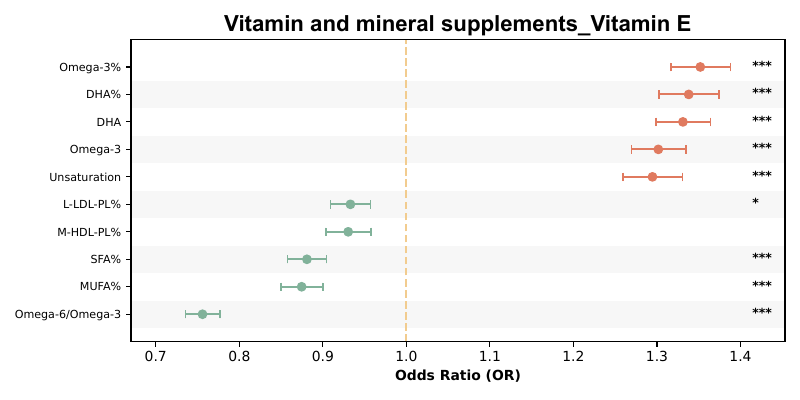 Vitamin and mineral supplements_Vitamin E
Omega-3% ***
DHA% ***
DHA ***
Omega-3 ***
Unsaturation ***
L-LDL-PL% *
M-HDL-PL%
SFA% ***
MUFA% ***
Omega-6/Omega-3 ***
0.7 0.8 0.9 1.0 1.1 1.2 1.3 1.4
Odds Ratio (OR)